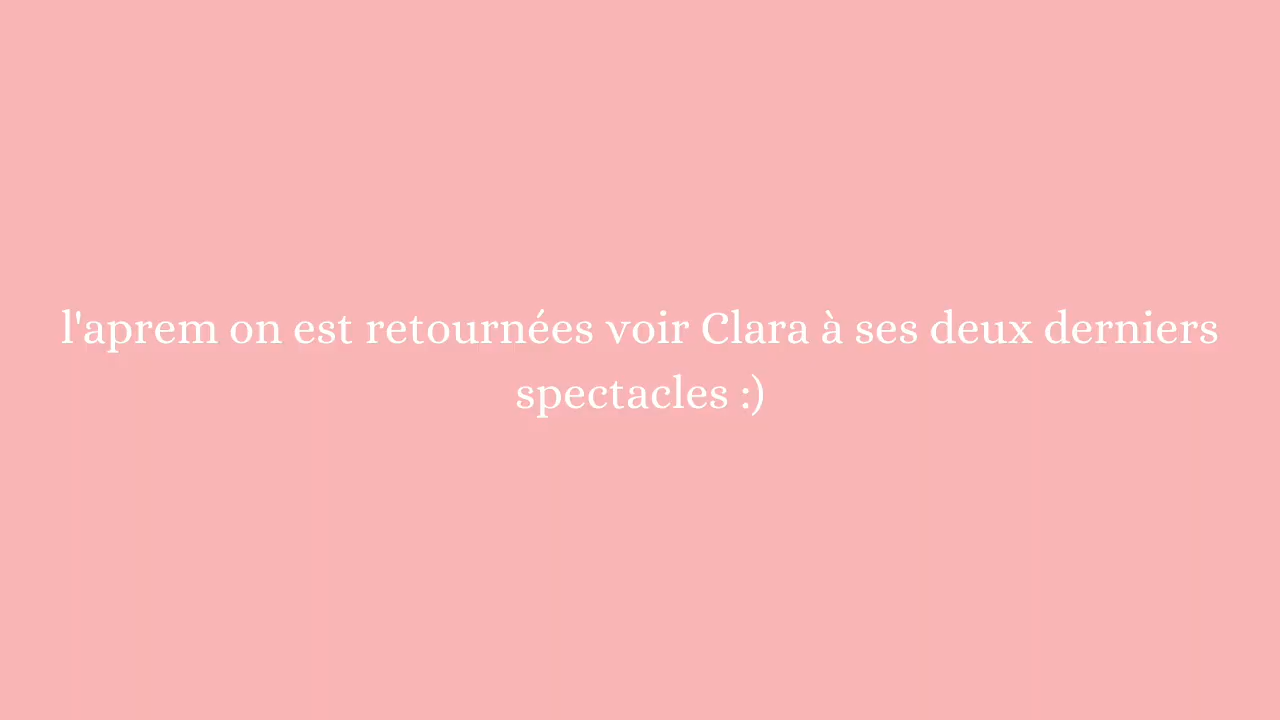 l'aprem on est retournées voir Clara à ses deux derniers
spectacles :)